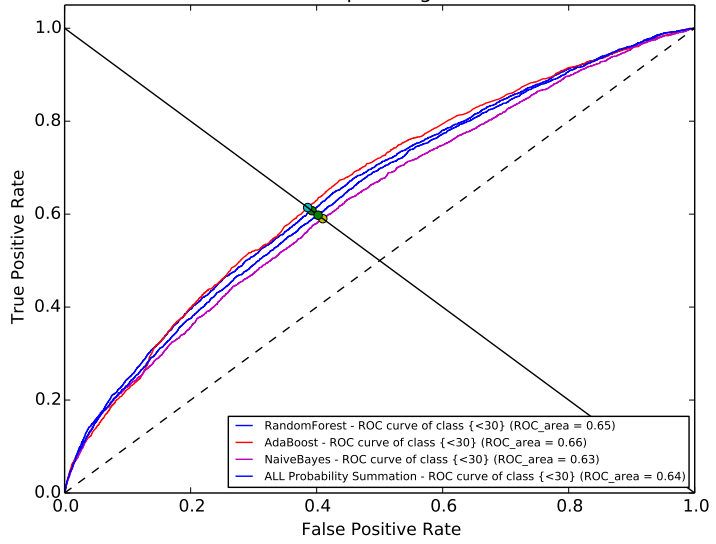 1.0
0.8
0.6
0.4
0.2
0.0
True Positive Rate
RandomForest - ROC curve of class {<30} (ROC_area = 0.65)
AdaBoost - ROC curve of class {<30} (ROC_area = 0.66)
NaiveBayes - ROC curve of class {<30} (ROC_area = 0.63)
ALL Probability Summation - ROC curve of class {<30} (ROC_area = 0.64)
0.0 0.2 0.4 0.6 0.8 1.0
False Positive Rate